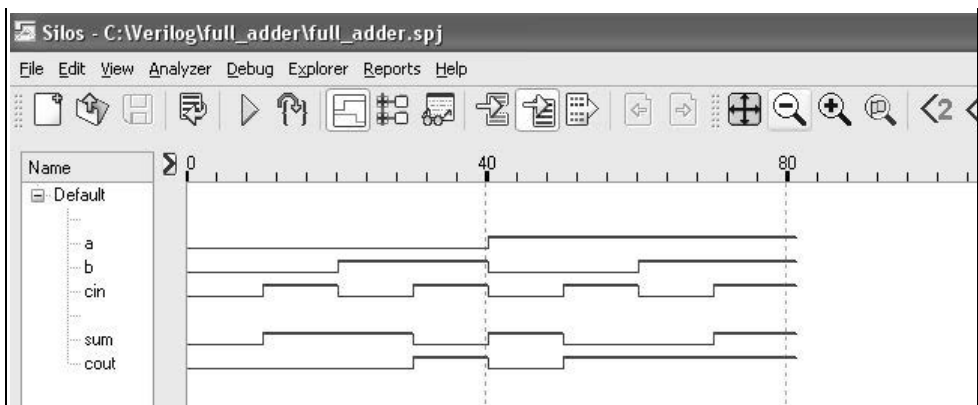 Silos - C:\Verilog\full_adder\full_adder.spj
File Edit View Analyzer Debug Explorer Reports Help
2
Name
0 40 80
Default
a
b
cin
sum
cout